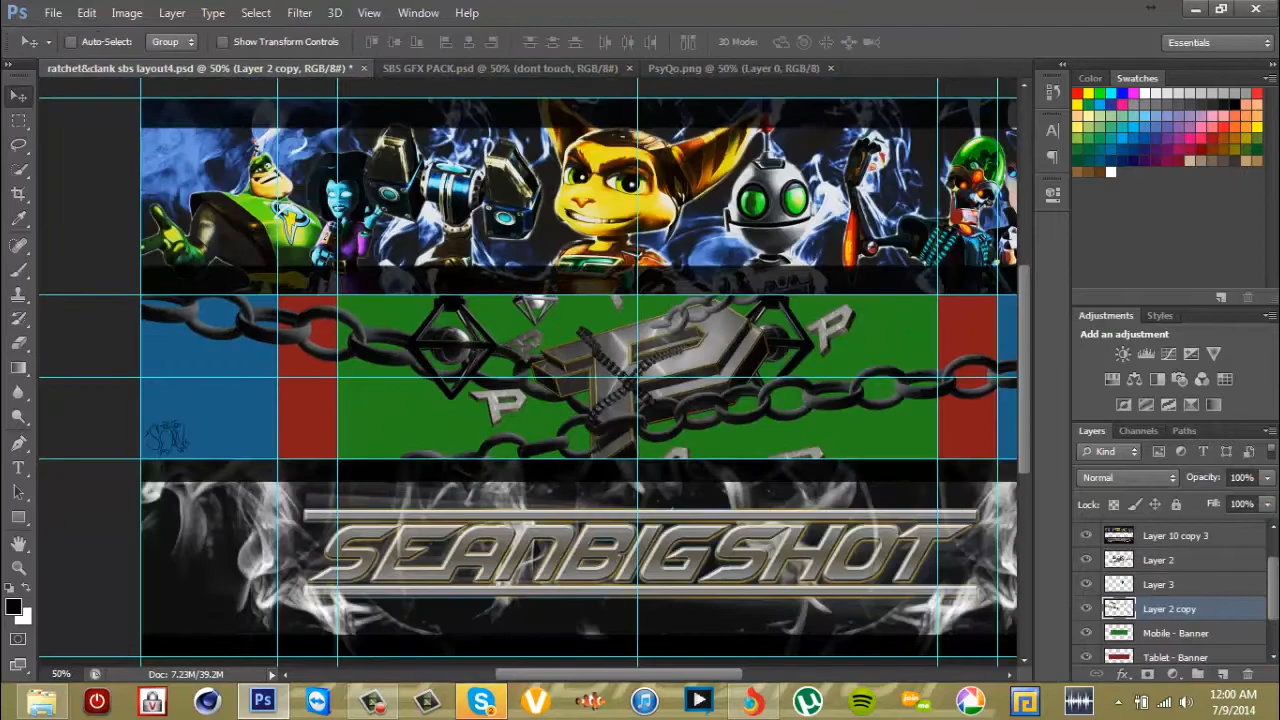 Ps File Edit Image Layer Type Select Filter 3D View Window Help
Auto-Select: Group Show Transform Controls 3D Mode: Essentials
ratchet&clank sbs layout4.psd @ 50% (Layer 2 copy, RGB/8#) * × SBS GFX PACK.psd @ 50% (dont touch, RGB/8#) × PsyQo.png @ 50% (Layer 0, RGB/8) ×
Color Swatches
Adjustments Styles
Add an adjustment
Layers Channels Paths
Kind
Normal Opacity: 100%
Lock: Fill: 100%
Layer 10 copy 3
Layer 2
Layer 3
Layer 2 copy
Mobile - Banner
Tablet - Banner
P
P
SEANBIGSHOT
50% Doc: 7.23M/39.2M
12:00 AM
7/9/2014